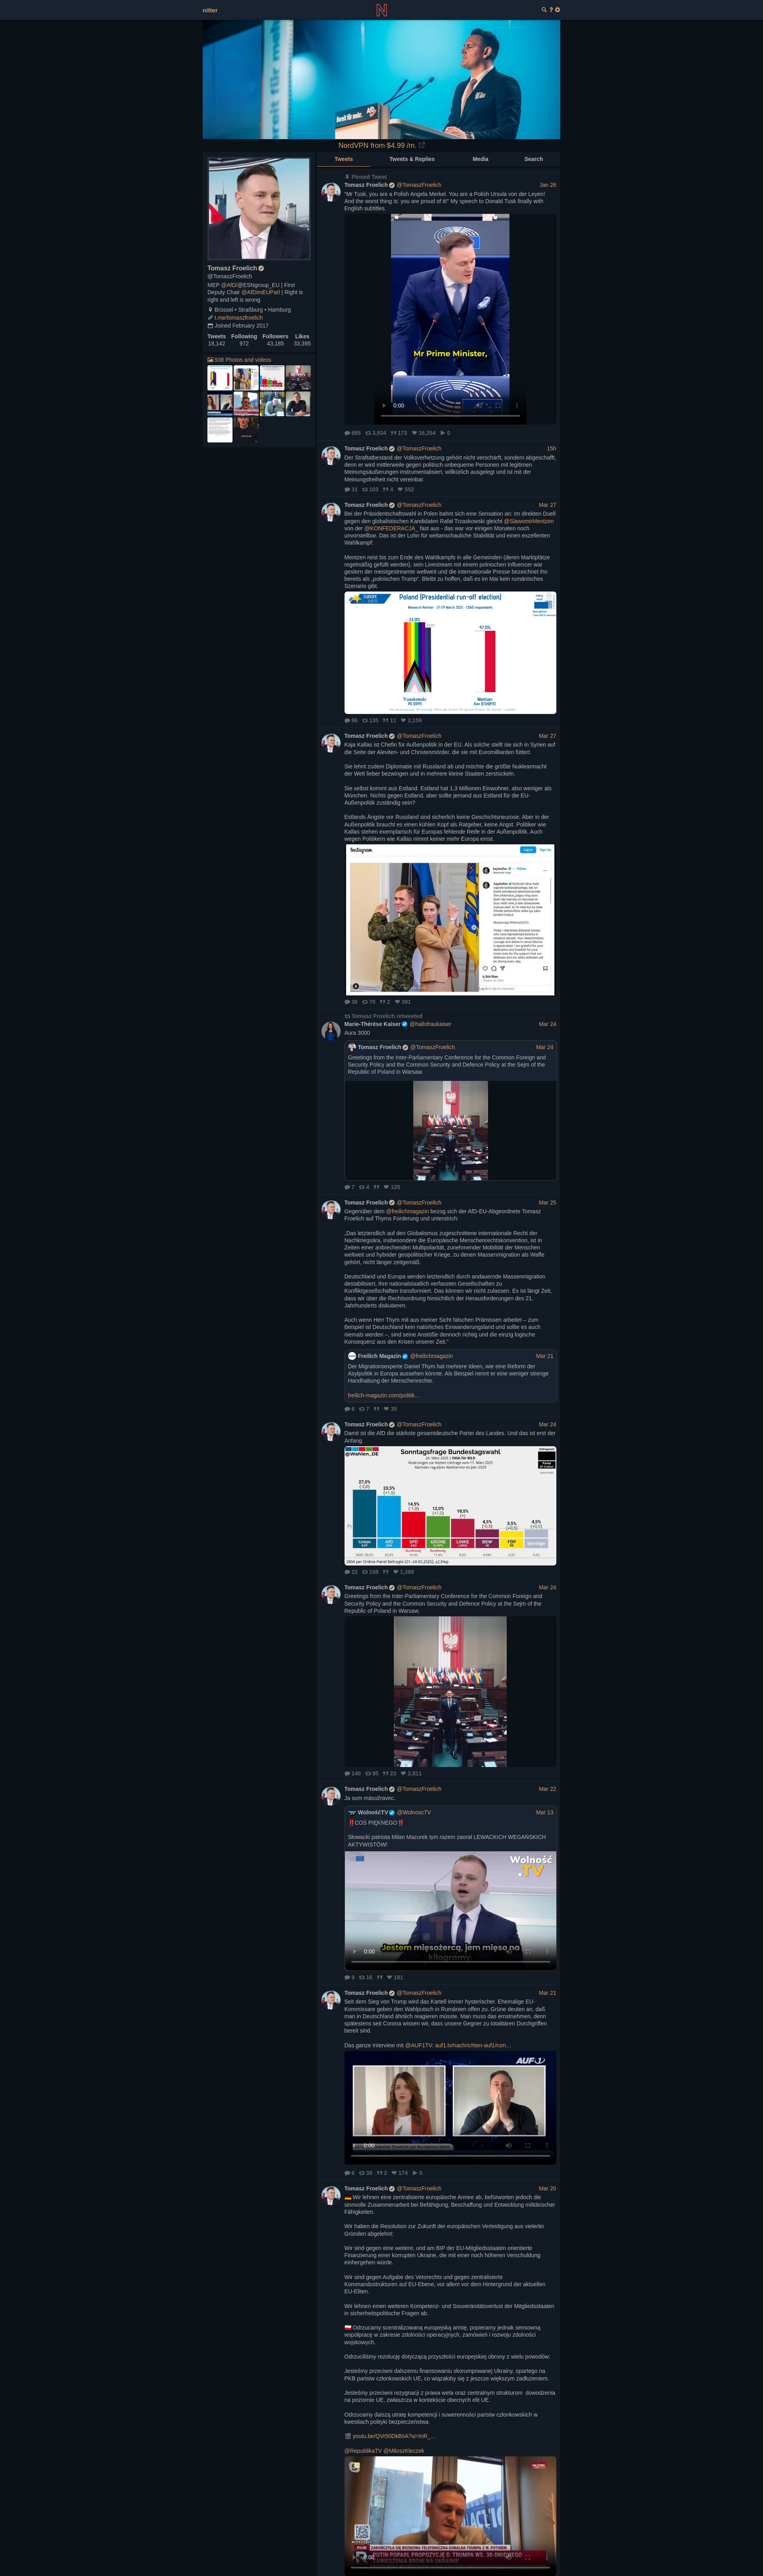 nitter
NordVPN from $4.99 /m.
Tomasz Froelich
@TomaszFroelich
MEP @AfD/@ESNgroup_EU | First
Deputy Chair @AfDimEUParl | Right is
right and left is wrong
Brüssel • Straßburg • Hamburg
t.me/tomaszfroelich
Joined February 2017
Tweets Following Followers Likes
18,142 972 43,185 33,395
938 Photos and videos
Tweets Tweets & Replies Media Search
Pinned Tweet
Tomasz Froelich @TomaszFroelich Jan 26
"Mr Tusk, you are a Polish Angela Merkel. You are a Polish Ursula von der Leyen!
And the worst thing is: you are proud of it!" My speech to Donald Tusk finally with
English subtitles.
Mr Prime Minister,
0:00
685 3,934 173 16,354 0
Tomasz Froelich @TomaszFroelich 15h
Der Straftatbestand der Volksverhetzung gehört nicht verschärft, sondern abgeschafft,
denn er wird mittlerweile gegen politisch unbequeme Personen mit legitimen
Meinungsäußerungen instrumentalisiert, willkürlich ausgelegt und ist mit der
Meinungsfreiheit nicht vereinbar.
31 103 4 552
Tomasz Froelich @TomaszFroelich Mar 27
Bei der Präsidentschaftswahl in Polen bahnt sich eine Sensation an: Im direkten Duell
gegen den globalistischen Kandidaten Rafał Trzaskowski gleicht @SlawomirMentzen
von der @KONFEDERACJA_ fast aus - das war vor einigen Monaten noch
unvorstellbar. Das ist der Lohn für weltanschauliche Stabilität und einen exzellenten
Wahlkampf:
Mentzen reist bis zum Ende des Wahlkampfs in alle Gemeinden (deren Marktplätze
regelmäßig gefüllt werden), sein Livestream mit einem polnischen Influencer war
gestern der meistgestreamte weltweit und die internationale Presse bezeichnet ihn
bereits als „polnischen Trump". Bleibt zu hoffen, daß es im Mai kein rumänisches
Szenario gibt.
EUROPE ELECTS
Poland (Presidential run-off election)
53.0%
47.0%
Trzaskowski
Mentzen
96 135 11 2,159
Tomasz Froelich @TomaszFroelich Mar 27
Kaja Kallas ist Chefin für Außenpolitik in der EU. Als solche stellt sie sich in Syrien auf
die Seite der Aleviten- und Christenmörder, die sie mit Euromilliarden füttert.
Sie lehnt zudem Diplomatie mit Russland ab und möchte die größte Nuklearmacht
der Welt lieber bezwingen und in mehrere kleine Staaten zerstückeln.
Sie selbst kommt aus Estland. Estland hat 1,3 Millionen Einwohner, also weniger als
München. Nichts gegen Estland, aber sollte jemand aus Estland für die EU-
Außenpolitik zuständig sein?
Estlands Ängste vor Russland sind sicherlich keine Geschichtsneurose. Aber in der
Außenpolitik braucht es einen kühlen Kopf als Ratgeber, keine Angst. Politiker wie
Kallas stehen exemplarisch für Europas fehlende Reife in der Außenpolitik. Auch
wegen Politikern wie Kallas nimmt keiner mehr Europa ernst.
Instagram
Log In Sign Up
36 70 2 381
Tomasz Froelich retweeted
Marie-Thérèse Kaiser @hallofraukaiser Mar 24
Aura 3000
Tomasz Froelich @TomaszFroelich Mar 24
Greetings from the Inter-Parliamentary Conference for the Common Foreign and
Security Policy and the Common Security and Defence Policy at the Sejm of the
Republic of Poland in Warsaw.
7 4 125
Tomasz Froelich @TomaszFroelich Mar 25
Gegenüber dem @freilichmagazin bezog sich der AfD-EU-Abgeordnete Tomasz
Froelich auf Thyms Forderung und unterstrich:
„Das letztendlich auf den Globalismus zugeschnittene internationale Recht der
Nachkriegsära, insbesondere die Europäische Menschenrechtskonvention, ist in
Zeiten einer anbrechenden Multipolarität, zunehmender Mobilität der Menschen
weltweit und hybrider geopolitischer Kriege, zu denen Massenmigration als Waffe
gehört, nicht länger zeitgemäß.
Deutschland und Europa werden letztendlich durch andauernde Massenmigration
destabilisiert, ihre nationalstaatlich verfassten Gesellschaften zu
Konfliktgesellschaften transformiert. Das können wir nicht zulassen. Es ist längt Zeit,
dass wir über die Rechtsordnung hinsichtlich der Herausforderungen des 21.
Jahrhunderts diskutieren.
Auch wenn Herr Thym mit aus meiner Sicht falschen Prämissen arbeitet – zum
Beispiel ist Deutschland kein natürliches Einwanderungsland und sollte es auch
niemals werden –, sind seine Anstöße dennoch richtig und die einzig logische
Konsequenz aus den Krisen unserer Zeit."
Freilich Magazin @freilichmagazin Mar 21
Der Migrationsexperte Daniel Thym hat mehrere Ideen, wie eine Reform der
Asylpolitik in Europa aussehen könnte. Als Beispiel nennt er eine weniger strenge
Handhabung der Menschenrechte.
freilich-magazin.com/politik…
6 7 35
Tomasz Froelich @TomaszFroelich Mar 24
Damit ist die AfD die stärkste gesamtdeutsche Partei des Landes. Und das ist erst der
Anfang.
@Wahlen_DE
Sonntagsfrage Bundestagswahl
24. März 2025 | INSA für BILD
27,0%
23,5%
14,5%
12,0%
10,5%
4,5%
3,5%
4,5%
Union AfD SPD GRÜNE LINKE BSW FDP Sonstige
22 108 1,368
Tomasz Froelich @TomaszFroelich Mar 24
Greetings from the Inter-Parliamentary Conference for the Common Foreign and
Security Policy and the Common Security and Defence Policy at the Sejm of the
Republic of Poland in Warsaw.
140 95 23 2,811
Tomasz Froelich @TomaszFroelich Mar 22
Ja som mäsožravec.
WolnośćTV @WolnoscTV Mar 13
‼️COŚ PIĘKNEGO‼️
Słowacki patriota Milan Mazurek tym razem zaorał LEWACKICH WEGAŃSKICH
AKTYWISTÓW!
Wolność
.TV
Jestem mięsożercą, jem mięso na
kilogramy.
0:00
9 16 181
Tomasz Froelich @TomaszFroelich Mar 21
Seit dem Sieg von Trump wird das Kartell immer hysterischer. Ehemalige EU-
Kommissare geben den Wahlputsch in Rumänien offen zu. Grüne deuten an, daß
man in Deutschland ähnlich reagieren müsste. Man muss das ernstnehmen, denn
spätestens seit Corona wissen wir, dass unsere Gegner zu totalitären Durchgriffen
bereit sind.
Das ganze Interview mit @AUF1TV: auf1.tv/nachrichten-auf1/rum…
AUF1
0:00
6 39 2 174 0
Tomasz Froelich @TomaszFroelich Mar 20
🇩🇪 Wir lehnen eine zentralisierte europäische Armee ab, befürworten jedoch die
sinnvolle Zusammenarbeit bei Befähigung, Beschaffung und Entwicklung militärischer
Fähigkeiten.
Wir haben die Resolution zur Zukunft der europäischen Verteidigung aus vielerlei
Gründen abgelehnt:
Wir sind gegen eine weitere, und am BIP der EU-Mitgliedsstaaten orientierte
Finanzierung einer korrupten Ukraine, die mit einer noch höheren Verschuldung
einhergehen würde.
Wir sind gegen Aufgabe des Vetorechts und gegen zentralisierte
Kommandostrukturen auf EU-Ebene, vor allem vor dem Hintergrund der aktuellen
EU-Eliten.
Wir lehnen einen weiteren Kompetenz- und Souveränitätsverlust der Mitgliedsstaaten
in sicherheitspolitische Fragen ab.
🇵🇱 Odrzucamy scentralizowaną europejską armię, popieramy jednak sensowną
współpracę w zakresie zdolności operacyjnych, zamówień i rozwoju zdolności
wojskowych.
Odrzuciliśmy rezolucję dotyczącą przyszłości europejskiej obrony z wielu powodów:
Jesteśmy przeciwni dalszemu finansowaniu skorumpowanej Ukrainy, opartego na
PKB państw członkowskich UE, co wiązałoby się z jeszcze większym zadłużeniem.
Jesteśmy przeciwni rezygnacji z prawa weta oraz centralnym strukturom dowodzenia
na poziomie UE, zwłaszcza w kontekście obecnych elit UE.
Odrzucamy dalszą utratę kompetencji i suwerenności państw członkowskich w
kwestiach polityki bezpieczeństwa.
🎬 youtu.be/QVr50DkBIiA?si=InR_…
@RepublikaTV @MiloszKleczek
0:00
PUTIN POPARŁ PROPOZYCJĘ D. TRUMPA WS. 30-DNIOWEGO
ZAWIESZENIA BRONI NA UKRAINIE